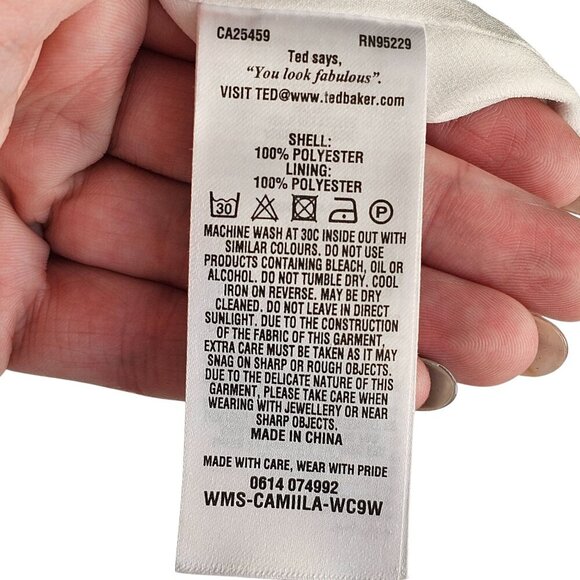 CA25459 RN95229
Ted says,
"You look fabulous".
VISIT TED@www.tedbaker.com
SHELL:
100% POLYESTER
LINING:
100% POLYESTER
30 P
MACHINE WASH AT 30C INSIDE OUT WITH
SIMILAR COLOURS. DO NOT USE
PRODUCTS CONTAINING BLEACH, OIL OR
ALCOHOL. DO NOT TUMBLE DRY. COOL
IRON ON REVERSE. MAY BE DRY
CLEANED. DO NOT LEAVE IN DIRECT
SUNLIGHT. DUE TO THE CONSTRUCTION
OF THE FABRIC OF THIS GARMENT,
EXTRA CARE MUST BE TAKEN AS IT MAY
SNAG ON SHARP OR ROUGH OBJECTS.
DUE TO THE DELICATE NATURE OF THIS
GARMENT, PLEASE TAKE CARE WHEN
WEARING WITH JEWELLERY OR NEAR
SHARP OBJECTS.
MADE IN CHINA
MADE WITH CARE, WEAR WITH PRIDE
0614 074992
WMS-CAMIILA-WC9W